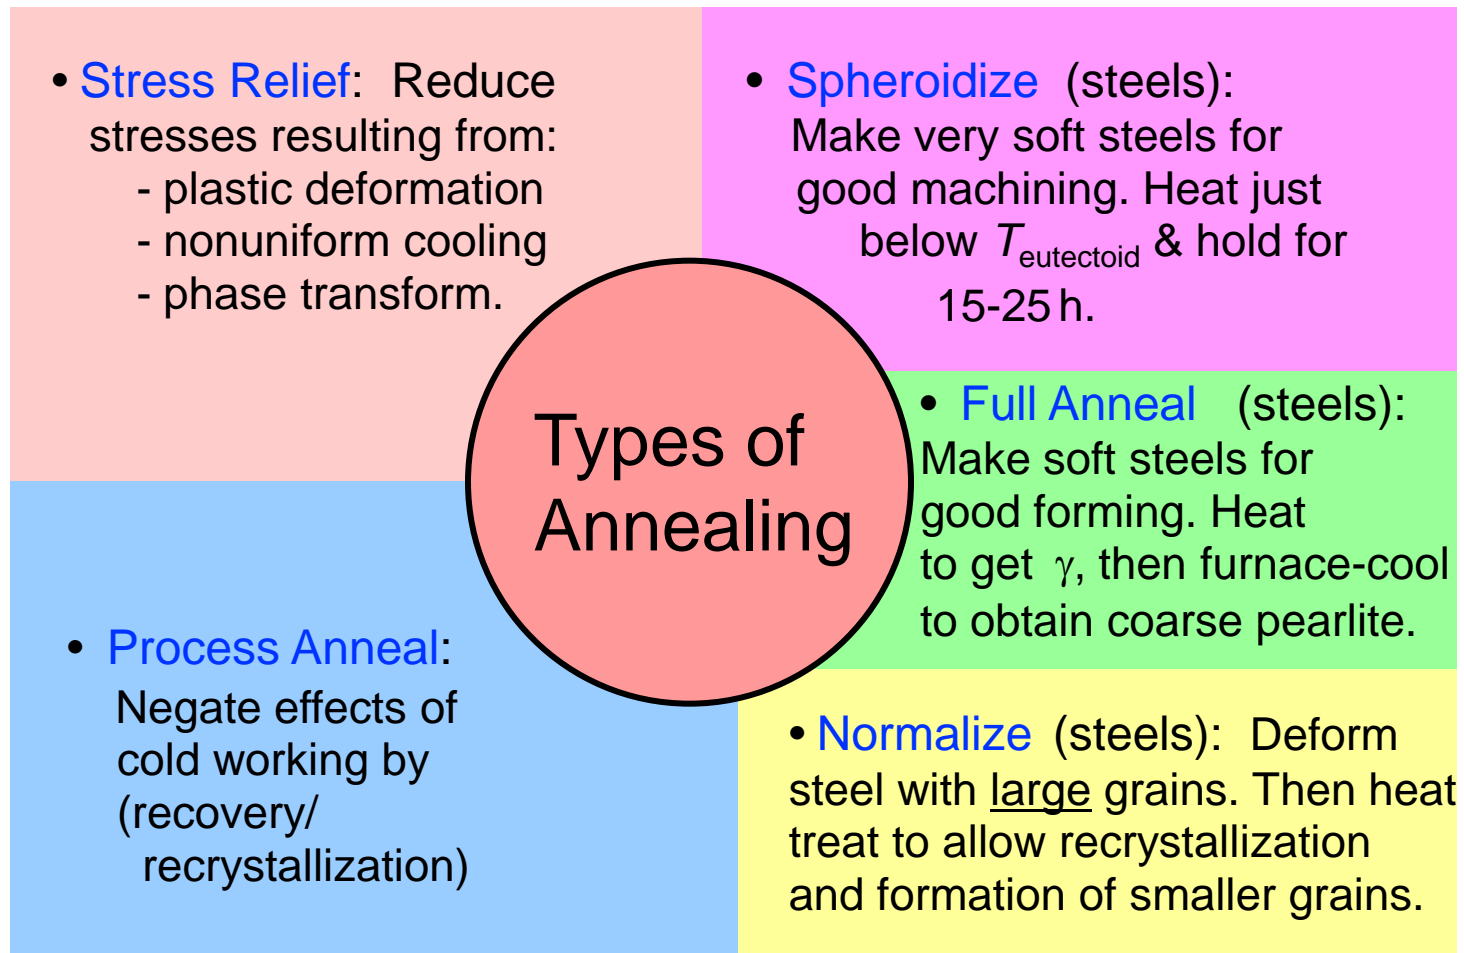 • Stress Relief: Reduce
stresses resulting from:
- plastic deformation
- nonuniform cooling
- phase transform.
• Spheroidize (steels):
Make very soft steels for
good machining. Heat just
below Teutectoid & hold for
15-25 h.
Types of
Annealing
• Full Anneal (steels):
Make soft steels for
good forming. Heat
to get γ, then furnace-cool
to obtain coarse pearlite.
• Process Anneal:
Negate effects of
cold working by
(recovery/
recrystallization)
• Normalize (steels): Deform
steel with large grains. Then heat
treat to allow recrystallization
and formation of smaller grains.